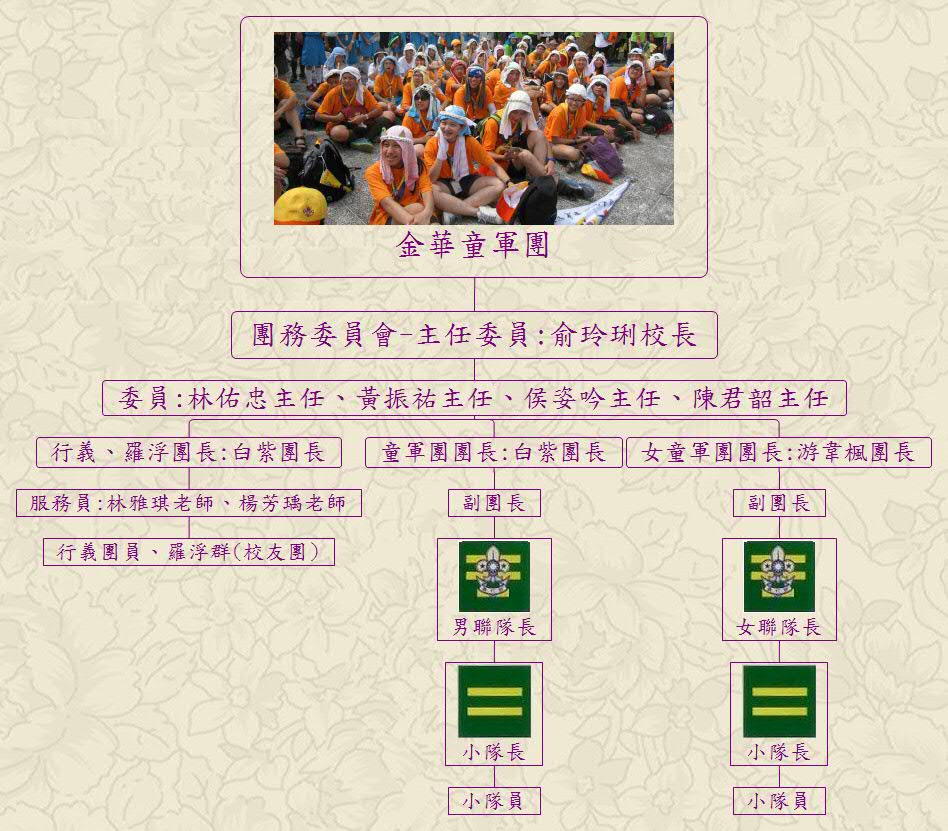 金華童軍團
團務委員會-主任委員:俞玲琍校長
委員:林佑忠主任、黃振祐主任、侯姿吟主任、陳君韶主任
行義、羅浮團長:白紫團長
童軍團團長:白紫團長
女童軍團團長:游韋楓團長
服務員:林雅琪老師、楊芳瑀老師
副團長
副團長
行義團員、羅浮群(校友團)
男聯隊長
女聯隊長
小隊長
小隊長
小隊員
小隊員